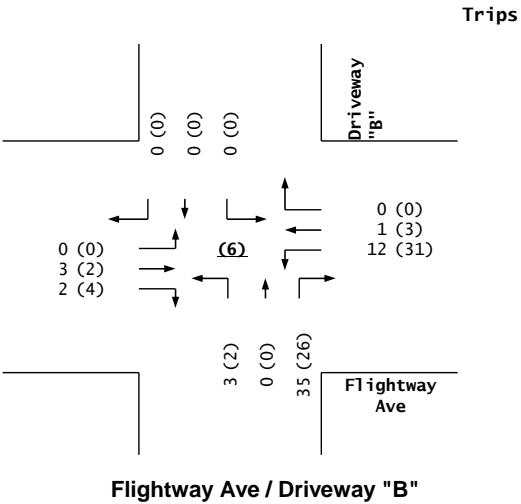 Trips
Driveway
"B"
0 (0)
0 (0)
0 (0)
0 (0)
1 (3)
12 (31)
0 (0)
3 (2)
2 (4)
(6)
3 (2)
0 (0)
35 (26)
Flightway
Ave
Flightway Ave / Driveway "B"